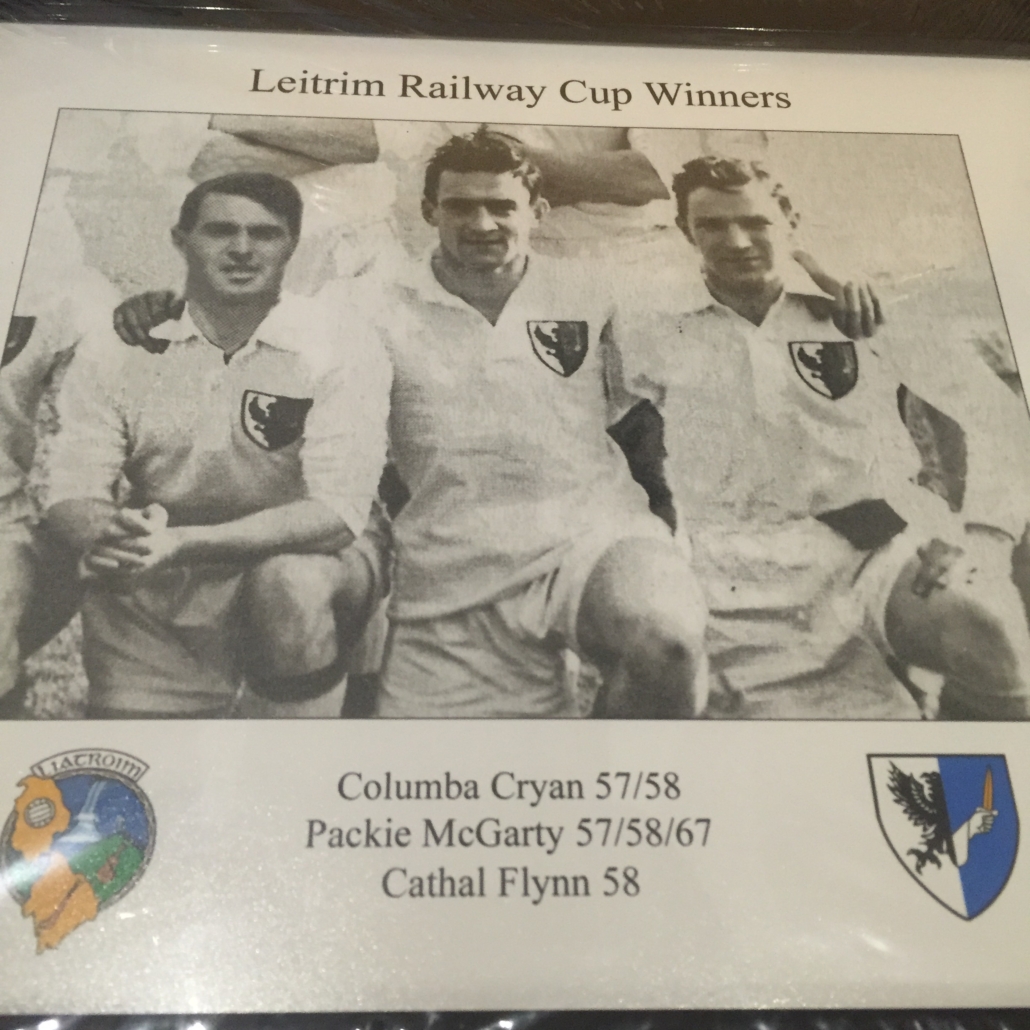 Leitrim Railway Cup Winners
LIATROIM
Columba Cryan 57/58
Packie McGarty 57/58/67
Cathal Flynn 58